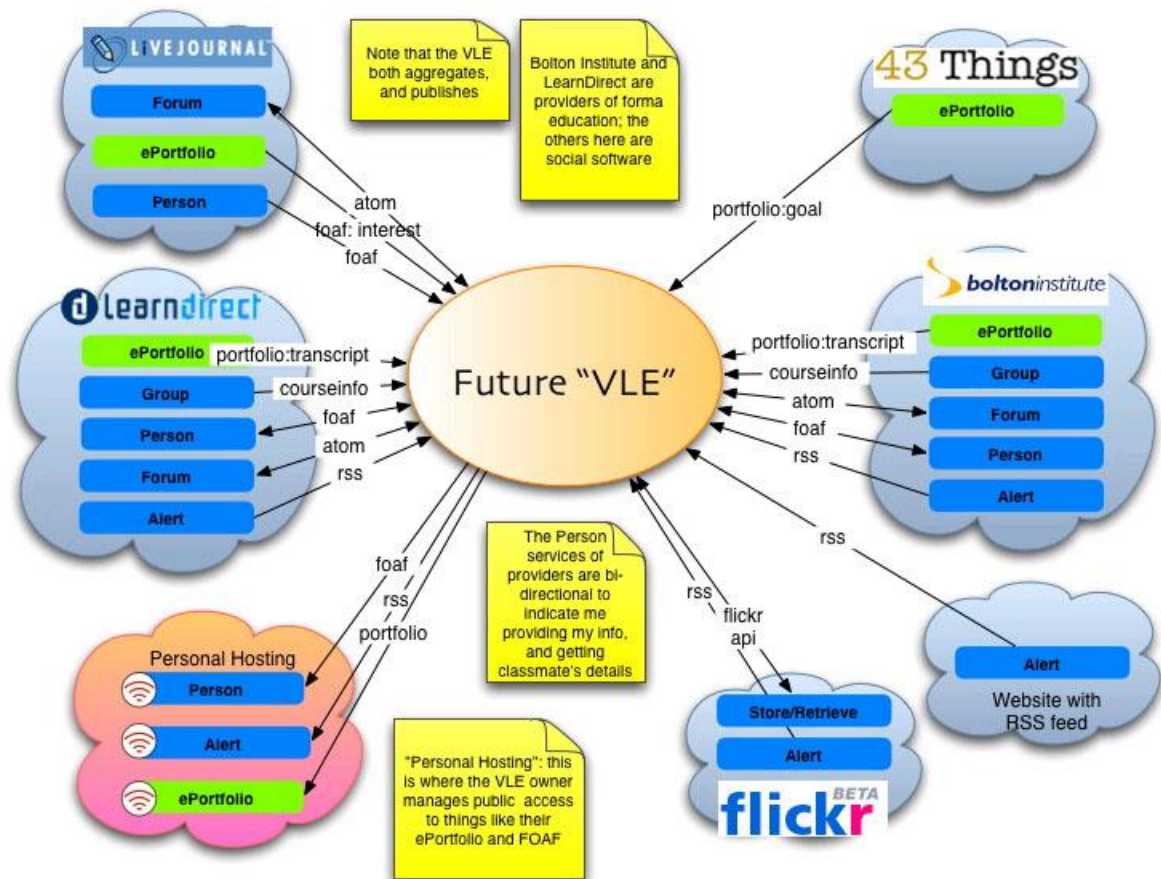 LiVEJOURNAL
Forum
ePortfolio
Person
atom
foaf: interest
foaf
Note that the VLE
both aggregates,
and publishes
Bolton Institute and
LearnDirect are
providers of forma
education; the
others here are
social software
43 Things
ePortfolio
portfolio:goal
learndirect
ePortfolio
Group
Person
Forum
Alert
portfolio:transcript
courseinfo
foaf
atom
rss
Future "VLE"
boltoninstitute
ePortfolio
Group
Forum
Person
Alert
portfolio:transcript
courseinfo
atom
foaf
rss
foaf
rss
portfolio
Personal Hosting
Person
Alert
ePortfolio
The Person
services of
providers are bi-
directional to
indicate me
providing my info,
and getting
classmate's details
"Personal Hosting": this
is where the VLE owner
manages public access
to things like their
ePortfolio and FOAF
rss
flickr
api
Store/Retrieve
Alert
flickr
BETA
rss
Alert
Website with
RSS feed